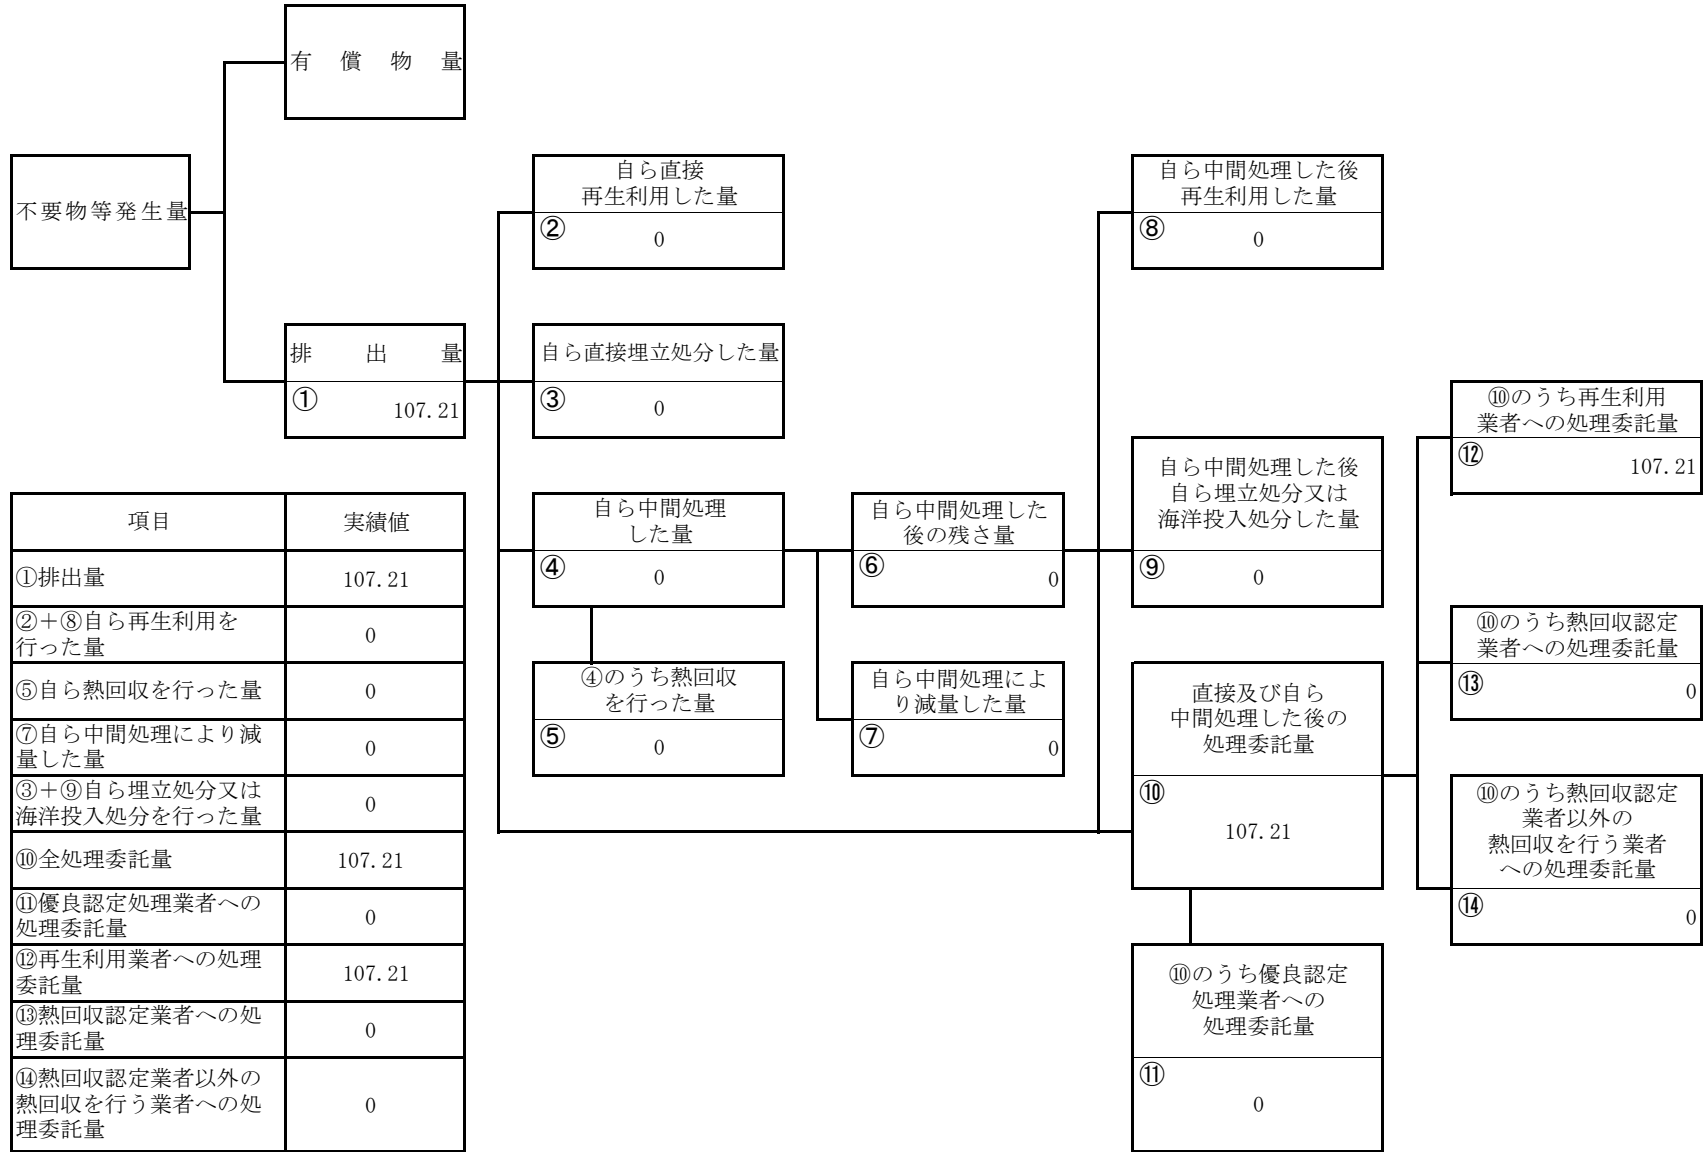 有償物量
不要物等発生量
排出量
①
107.21
自ら直接
再生利用した量
②
0
自ら直接埋立処分した量
③
0
自ら中間処理
した量
④
0
④のうち熱回収
を行った量
⑤
0
自ら中間処理した
後の残さ量
⑥
0
自ら中間処理によ
り減量した量
⑦
0
自ら中間処理した後
再生利用した量
⑧
0
自ら中間処理した後
自ら埋立処分又は
海洋投入処分した量
⑨
0
直接及び自ら
中間処理した後の
処理委託量
⑩
107.21
⑩のうち優良認定
処理業者への
処理委託量
⑪
0
⑩のうち再生利用
業者への処理委託量
⑫
107.21
⑩のうち熱回収認定
業者への処理委託量
⑬
0
⑩のうち熱回収認定
業者以外の
熱回収を行う業者
への処理委託量
⑭
0
項目 実績値
①排出量 107.21
②＋⑧自ら再生利用を
行った量 0
⑤自ら熱回収を行った量 0
⑦自ら中間処理により減
量した量 0
③＋⑨自ら埋立処分又は
海洋投入処分を行った量 0
⑩全処理委託量 107.21
⑪優良認定処理業者への
処理委託量 0
⑫再生利用業者への処理
委託量 107.21
⑬熱回収認定業者への処
理委託量 0
⑭熱回収認定業者以外の
熱回収を行う業者への処
理委託量 0